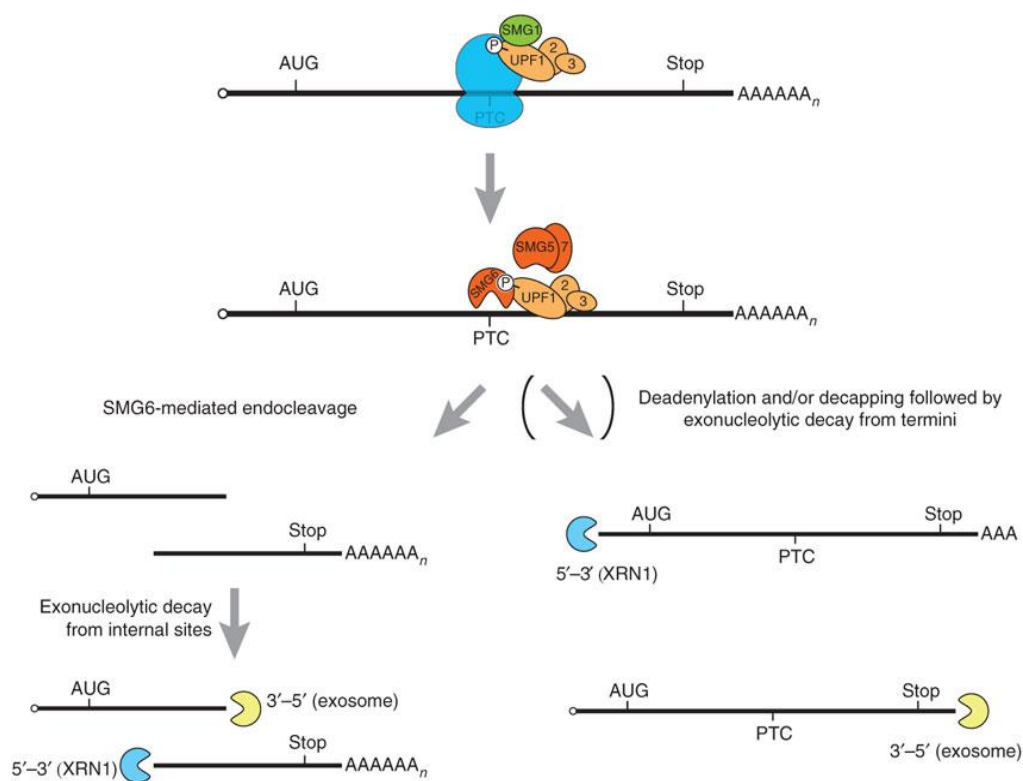 SMG1
P
UPF1
2
3
AUG
Stop
AAAAAAn
PTC
SMG5
7
SMG6
P
UPF1
2
3
AUG
Stop
AAAAAAn
PTC
SMG6-mediated endocleavage
Deadenylation and/or decapping followed by
exonucleolytic decay from termini
AUG
Stop
AAAAAAn
AUG
Stop
AAA
PTC
5′–3′ (XRN1)
Exonucleolytic decay
from internal sites
AUG
3′–5′ (exosome)
Stop
5′–3′ (XRN1)
AAAAAAn
AUG
Stop
PTC
3′–5′ (exosome)